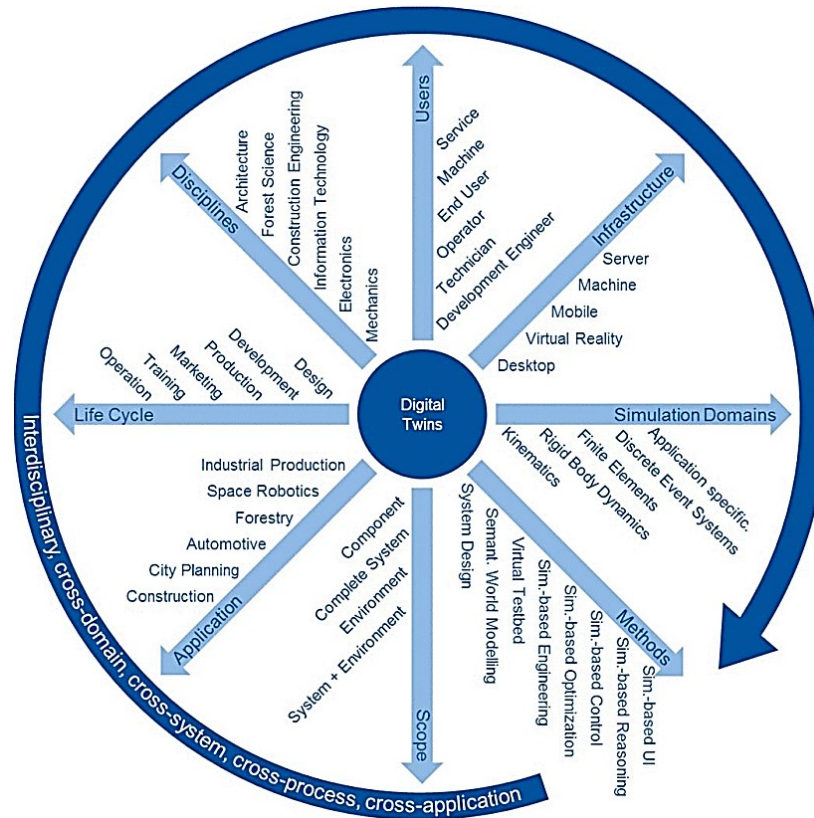 Digital
Twins
Users
Service
Machine
End User
Operator
Technician
Development Engineer
Infrastructure
Server
Machine
Mobile
Virtual Reality
Desktop
Simulation Domains
Application specific.
Discrete Event Systems
Finite Elements
Rigid Body Dynamics
Kinematics
Methods
Sim.-based UI
Sim.-based Reasoning
Sim.-based Control
Sim.-based Optimization
Sim.-based Engineering
Virtual Testbed
Semant. World Modelling
System Design
Scope
Component
Complete System
Environment
System + Environment
Application
Industrial Production
Space Robotics
Forestry
Automotive
City Planning
Construction
Life Cycle
Operation
Training
Marketing
Production
Development
Design
Disciplines
Architecture
Forest Science
Construction Engineering
Information Technology
Electronics
Mechanics
Interdisciplinary, cross-domain, cross-system, cross-process, cross-application